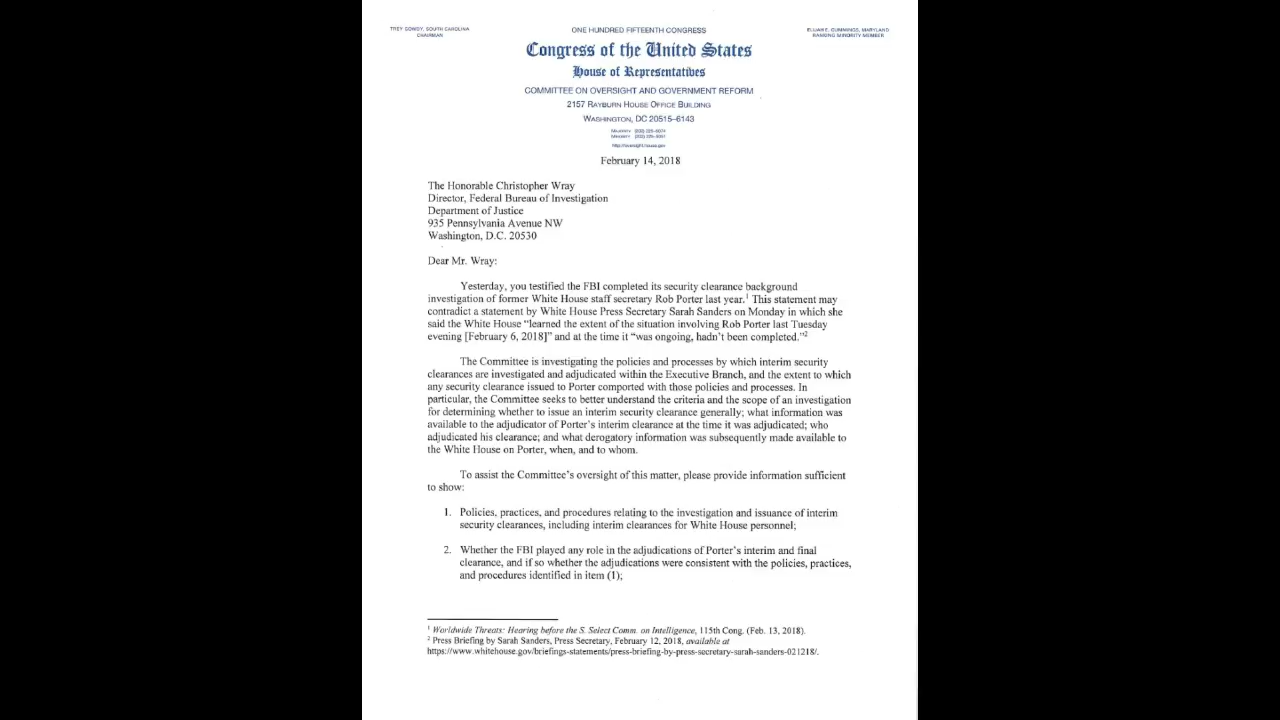 TREY GOWDY, SOUTH CAROLINA
CHAIRMAN
ONE HUNDRED FIFTEENTH CONGRESS
ELIJAH E. CUMMINGS, MARYLAND
RANKING MINORITY MEMBER
Congress of the United States
House of Representatives
COMMITTEE ON OVERSIGHT AND GOVERNMENT REFORM
2157 RAYBURN HOUSE OFFICE BUILDING
WASHINGTON, DC 20515–6143
MAJORITY (202) 225–5074
MINORITY (202) 225–5051
http://oversight.house.gov
February 14, 2018
The Honorable Christopher Wray
Director, Federal Bureau of Investigation
Department of Justice
935 Pennsylvania Avenue NW
Washington, D.C. 20530
Dear Mr. Wray:
Yesterday, you testified the FBI completed its security clearance background
investigation of former White House staff secretary Rob Porter last year.1 This statement may
contradict a statement by White House Press Secretary Sarah Sanders on Monday in which she
said the White House “learned the extent of the situation involving Rob Porter last Tuesday
evening [February 6, 2018]” and at the time it “was ongoing, hadn’t been completed.”2
The Committee is investigating the policies and processes by which interim security
clearances are investigated and adjudicated within the Executive Branch, and the extent to which
any security clearance issued to Porter comported with those policies and processes. In
particular, the Committee seeks to better understand the criteria and the scope of an investigation
for determining whether to issue an interim security clearance generally; what information was
available to the adjudicator of Porter’s interim clearance at the time it was adjudicated; who
adjudicated his clearance; and what derogatory information was subsequently made available to
the White House on Porter, when, and to whom.
To assist the Committee’s oversight of this matter, please provide information sufficient
to show:
1. Policies, practices, and procedures relating to the investigation and issuance of interim
security clearances, including interim clearances for White House personnel;
2. Whether the FBI played any role in the adjudications of Porter’s interim and final
clearance, and if so whether the adjudications were consistent with the policies, practices,
and procedures identified in item (1);
1 Worldwide Threats: Hearing before the S. Select Comm. on Intelligence, 115th Cong. (Feb. 13, 2018).
2 Press Briefing by Sarah Sanders, Press Secretary, February 12, 2018, available at
https://www.whitehouse.gov/briefings-statements/press-briefing-by-press-secretary-sarah-sanders-021218/.